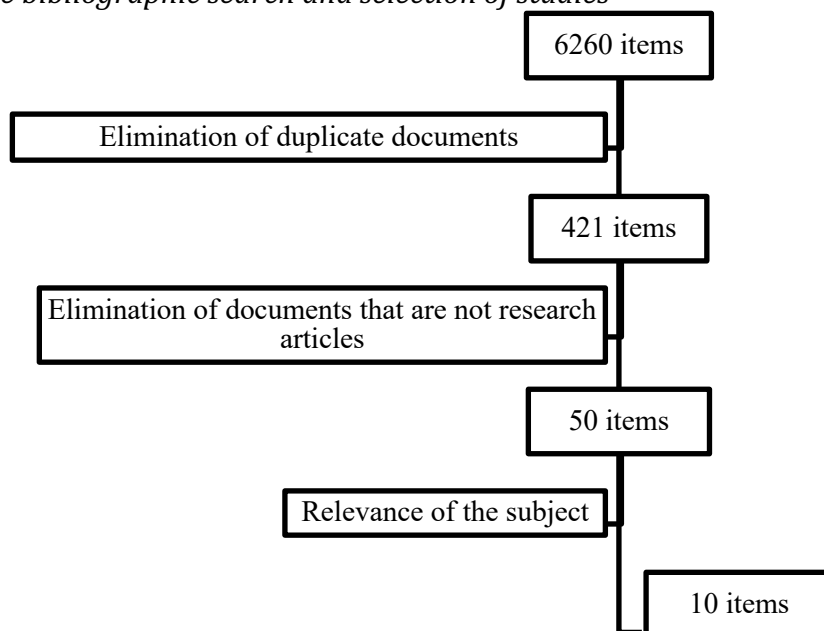 bibliographic search and selection of studies
6260 items
Elimination of duplicate documents
421 items
Elimination of documents that are not research
articles
50 items
Relevance of the subject
10 items